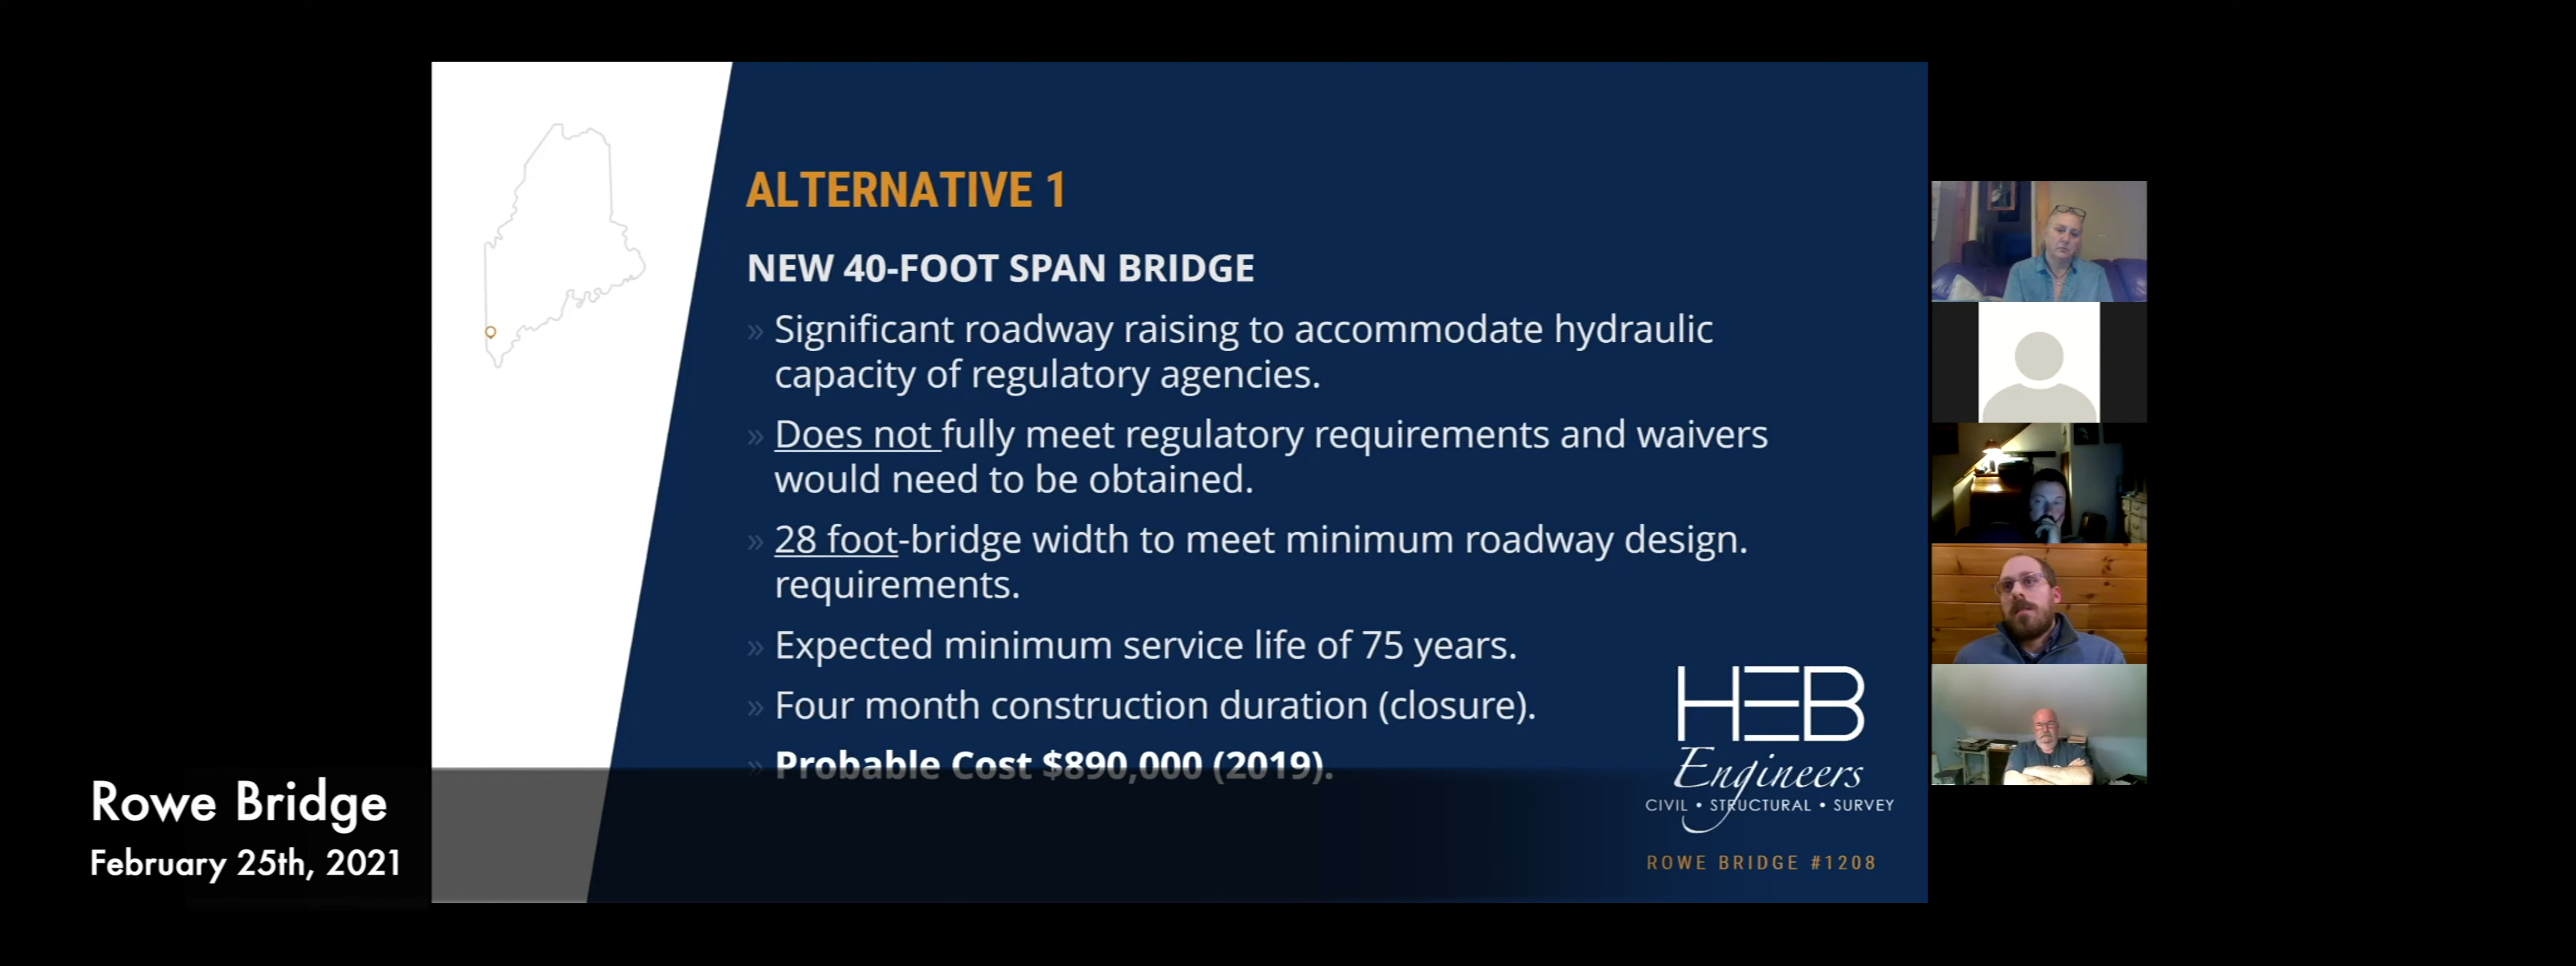 ALTERNATIVE 1
NEW 40-FOOT SPAN BRIDGE
» Significant roadway raising to accommodate hydraulic
capacity of regulatory agencies.
» Does not fully meet regulatory requirements and waivers
would need to be obtained.
» 28 foot-bridge width to meet minimum roadway design.
requirements.
» Expected minimum service life of 75 years.
» Four month construction duration (closure).
» Probable Cost $890,000 (2019).
HEB
Engineers
CIVIL • STRUCTURAL • SURVEY
ROWE BRIDGE #1208
Rowe Bridge
February 25th, 2021